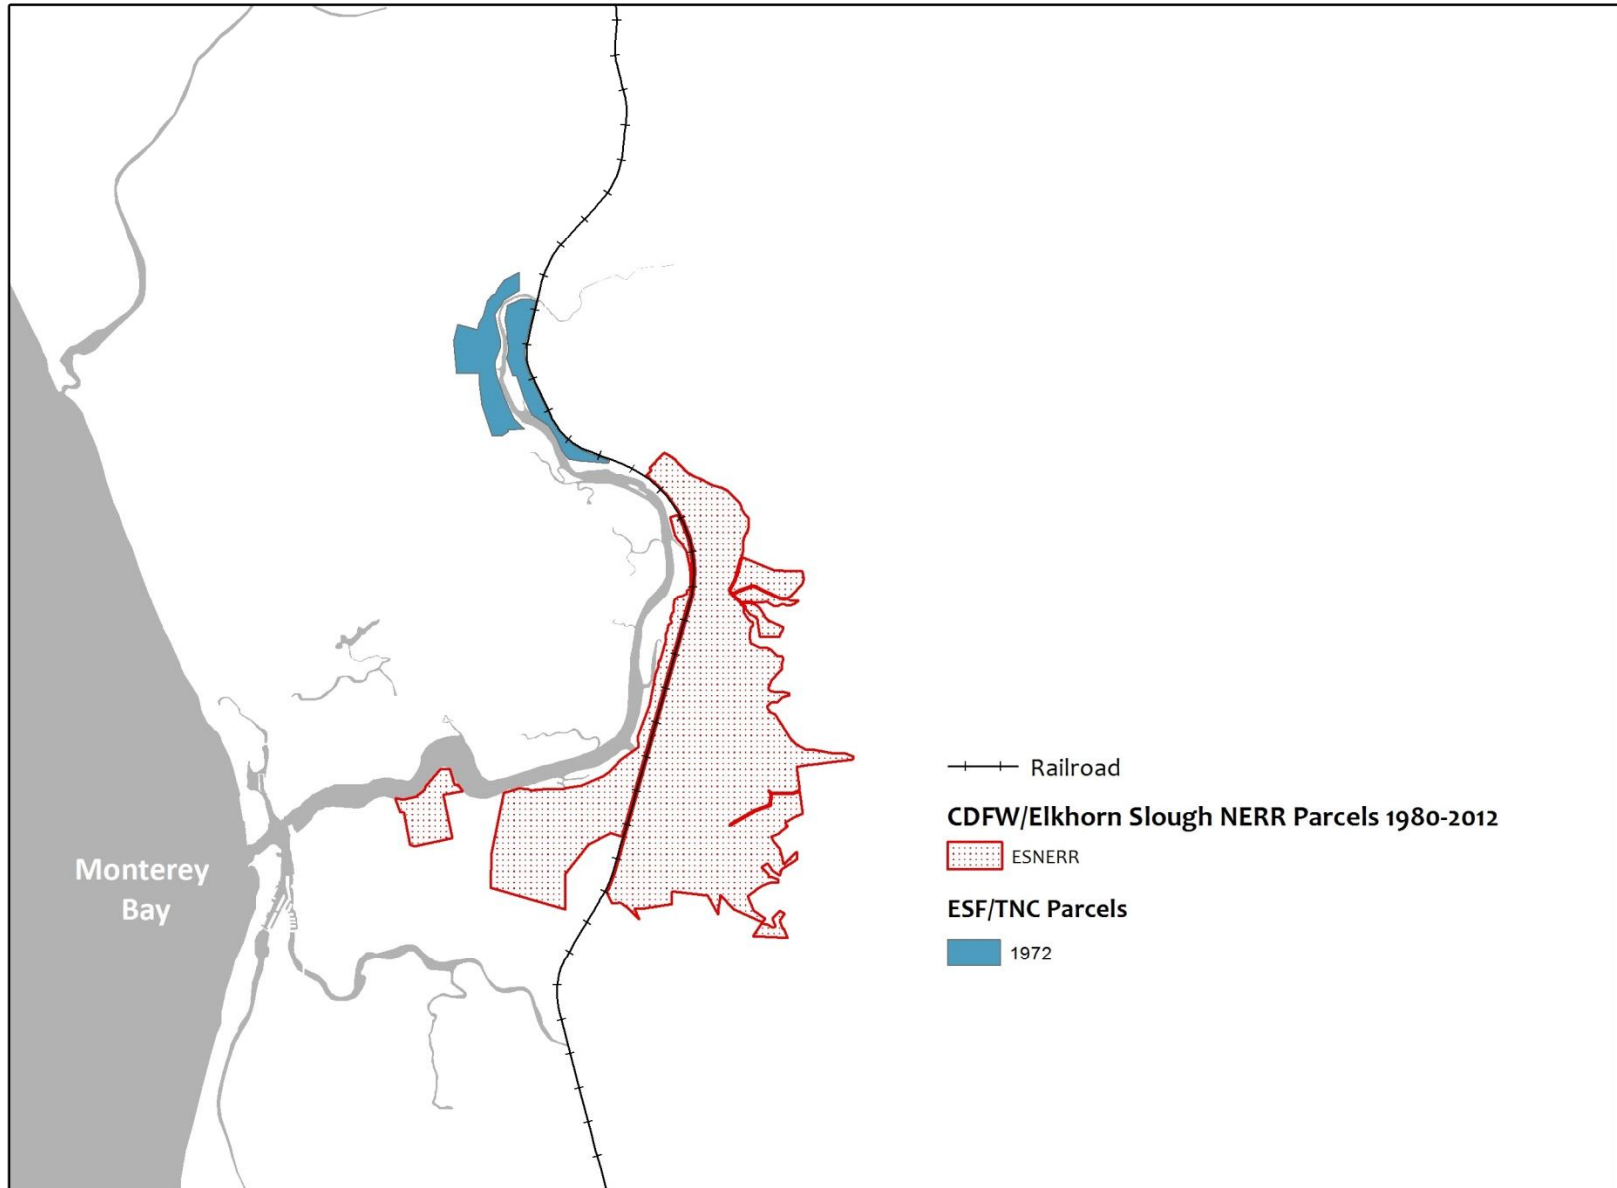 Monterey
Bay
Railroad
CDFW/Elkhorn Slough NERR Parcels 1980-2012
ESNERR
ESF/TNC Parcels
1972